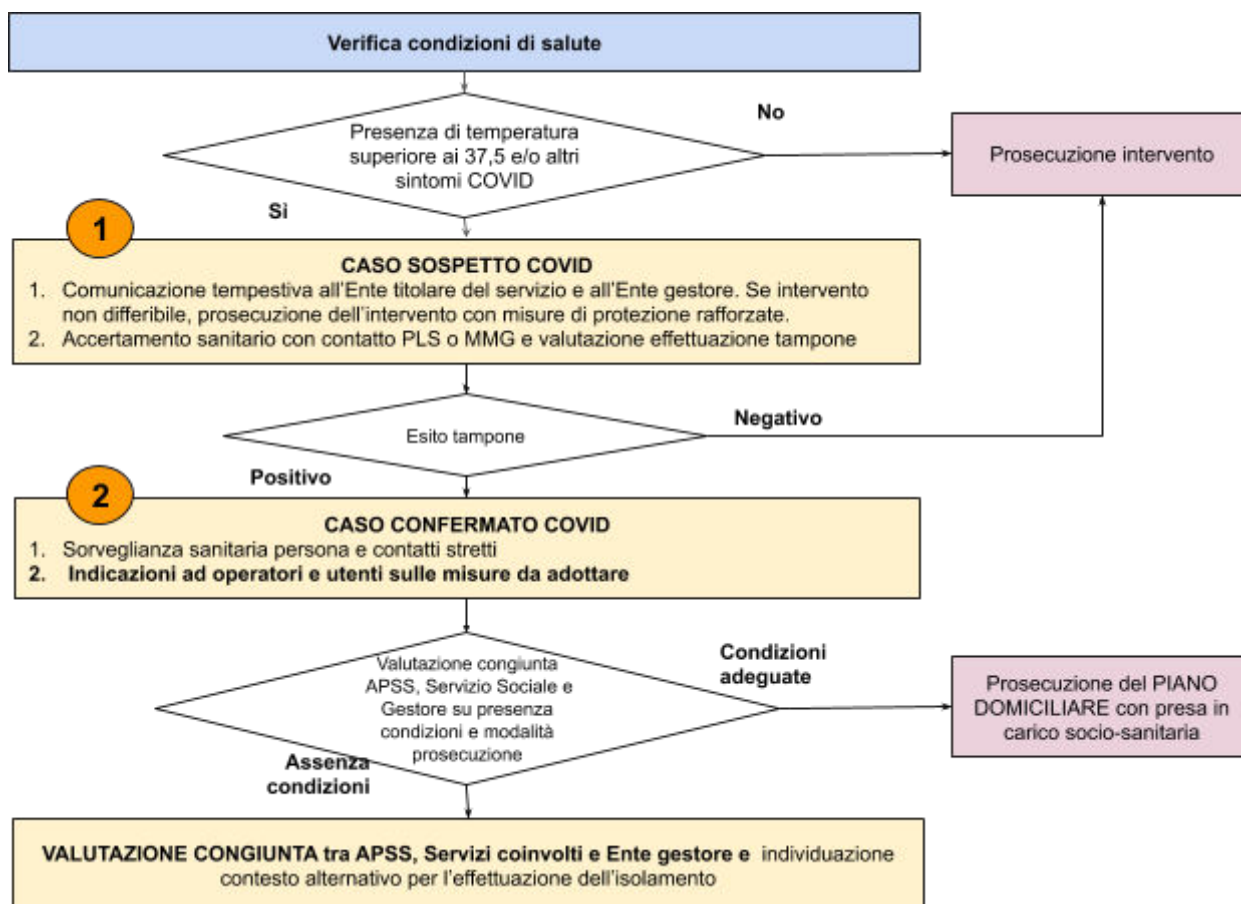 Verifica condizioni di salute
Presenza di temperatura
superiore ai 37,5 e/o altri
sintomi COVID
No
Prosecuzione intervento
Sì
1
CASO SOSPETTO COVID
1. Comunicazione tempestiva all'Ente titolare del servizio e all'Ente gestore. Se intervento
non differibile, prosecuzione dell'intervento con misure di protezione rafforzate.
2. Accertamento sanitario con contatto PLS o MMG e valutazione effettuazione tampone
Esito tampone
Negativo
Positivo
2
CASO CONFERMATO COVID
1. Sorveglianza sanitaria persona e contatti stretti
2. Indicazioni ad operatori e utenti sulle misure da adottare
Valutazione congiunta
APSS, Servizio Sociale e
Gestore su presenza
condizioni e modalità
prosecuzione
Condizioni
adeguate
Prosecuzione del PIANO
DOMICILIARE con presa in
carico socio-sanitaria
Assenza
condizioni
VALUTAZIONE CONGIUNTA tra APSS, Servizi coinvolti e Ente gestore e individuazione
contesto alternativo per l'effettuazione dell'isolamento